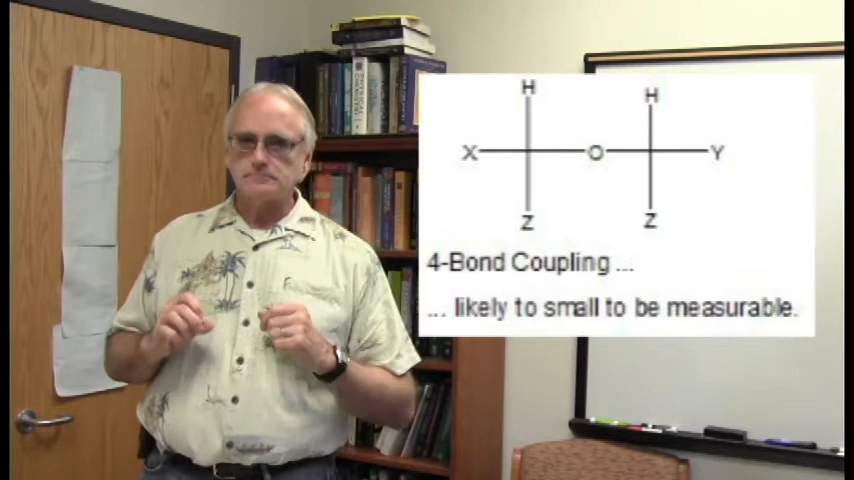 H H
X O Y
Z Z
4-Bond Coupling ...
... likely to small to be measurable.